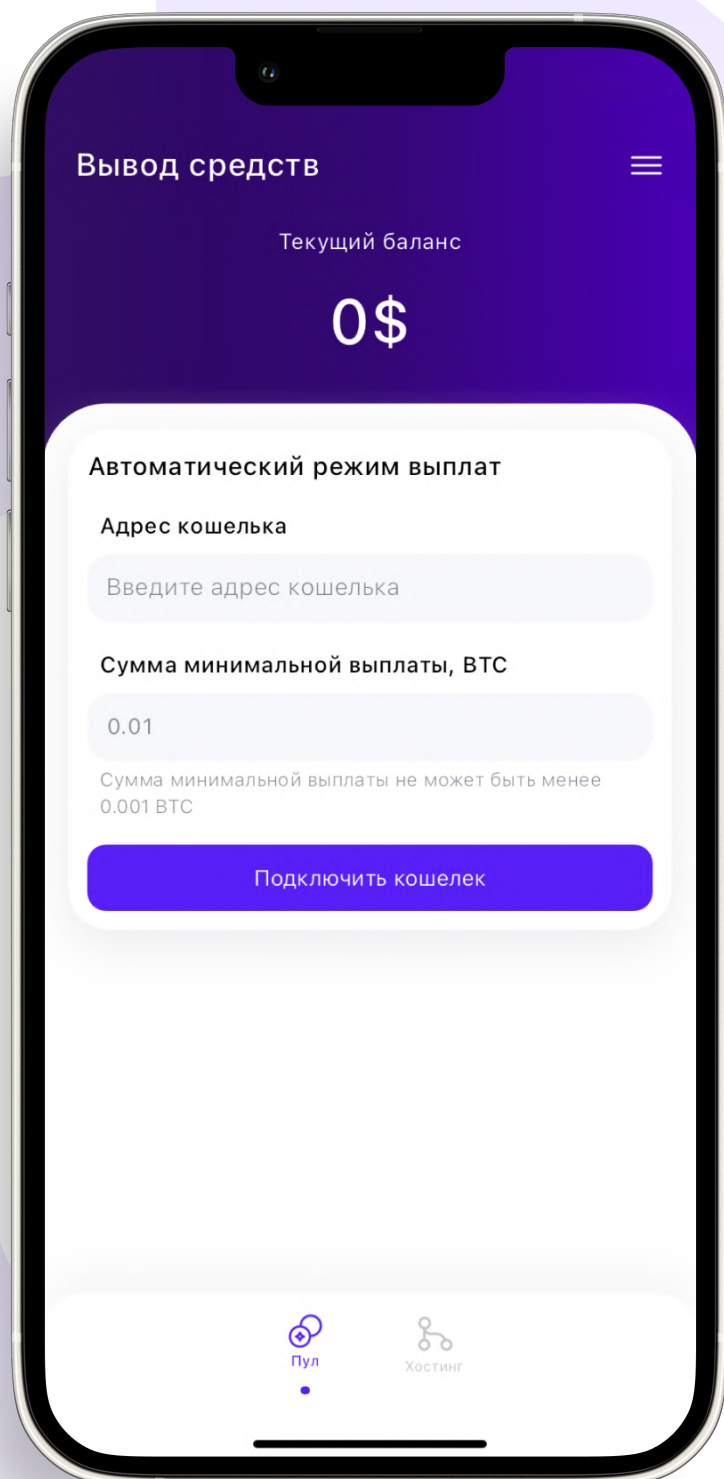 Вывод средств
Текущий баланс
0$
Автоматический режим выплат
Адрес кошелька
Введите адрес кошелька
Сумма минимальной выплаты, BTC
0.01
Сумма минимальной выплаты не может быть менее
0.001 BTC
Подключить кошелек
Пул
Хостинг